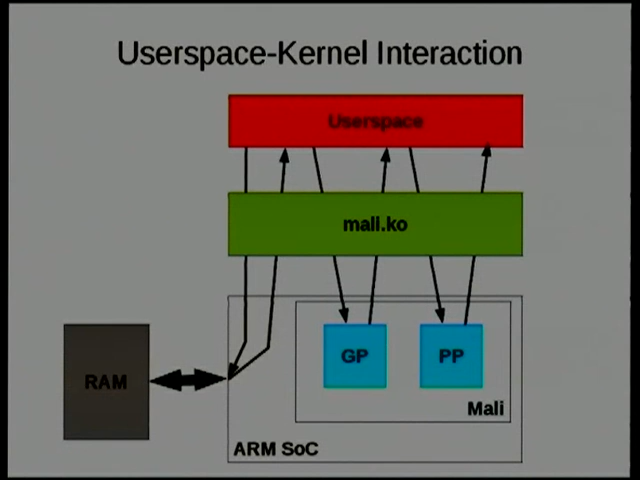 Userspace-Kernel Interaction
Userspace
mali.ko
GP
PP
RAM
Mali
ARM SoC